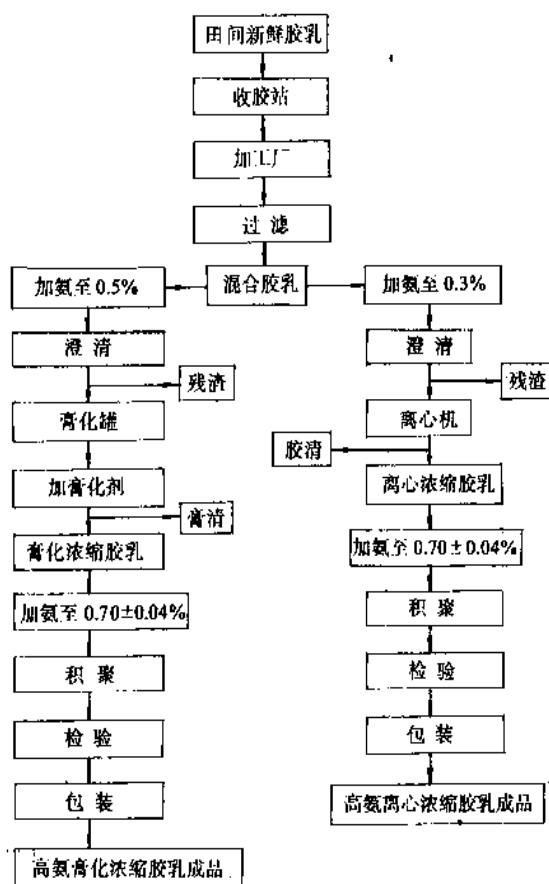 田间新鲜胶乳
收胶站
加工厂
过滤
混合胶乳
加氨至 0.5%
澄清
残渣
膏化罐
加膏化剂
膏清
膏化浓缩胶乳
加氨至 0.70±0.04%
积聚
检验
包装
高氨膏化浓缩胶乳成品
加氨至 0.3%
澄清
残渣
离心机
胶清
离心浓缩胶乳
加氨至 0.70±0.04%
积聚
检验
包装
高氨离心浓缩胶乳成品